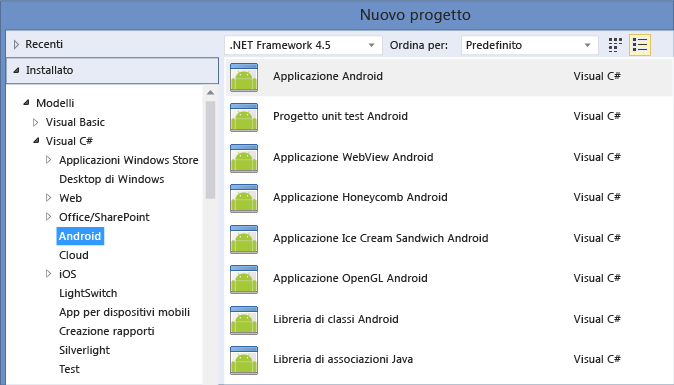 Nuovo progetto
Recenti
.NET Framework 4.5 Ordina per: Predefinito
Installato
Modelli
Visual Basic
Visual C#
Applicazioni Windows Store
Desktop di Windows
Web
Office/SharePoint
Android
Cloud
iOS
LightSwitch
App per dispositivi mobili
Creazione rapporti
Silverlight
Test
Applicazione Android Visual C#
Progetto unit test Android Visual C#
Applicazione WebView Android Visual C#
Applicazione Honeycomb Android Visual C#
Applicazione Ice Cream Sandwich Android Visual C#
Applicazione OpenGL Android Visual C#
Libreria di classi Android Visual C#
Libreria di associazioni Java Visual C#